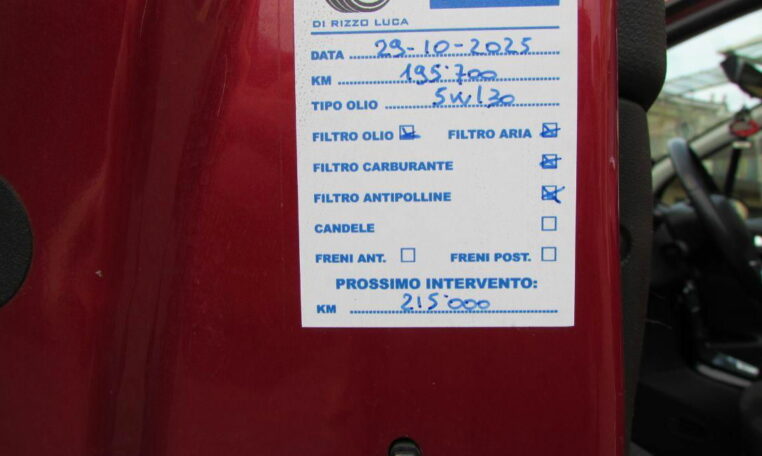 DI RIZZO LUCA
DATA 29-10-2025
KM 195'700
TIPO OLIO 5W/30
FILTRO OLIO FILTRO ARIA
FILTRO CARBURANTE
FILTRO ANTIPOLLINE
CANDELE
FRENI ANT. FRENI POST.
PROSSIMO INTERVENTO:
KM 215'000